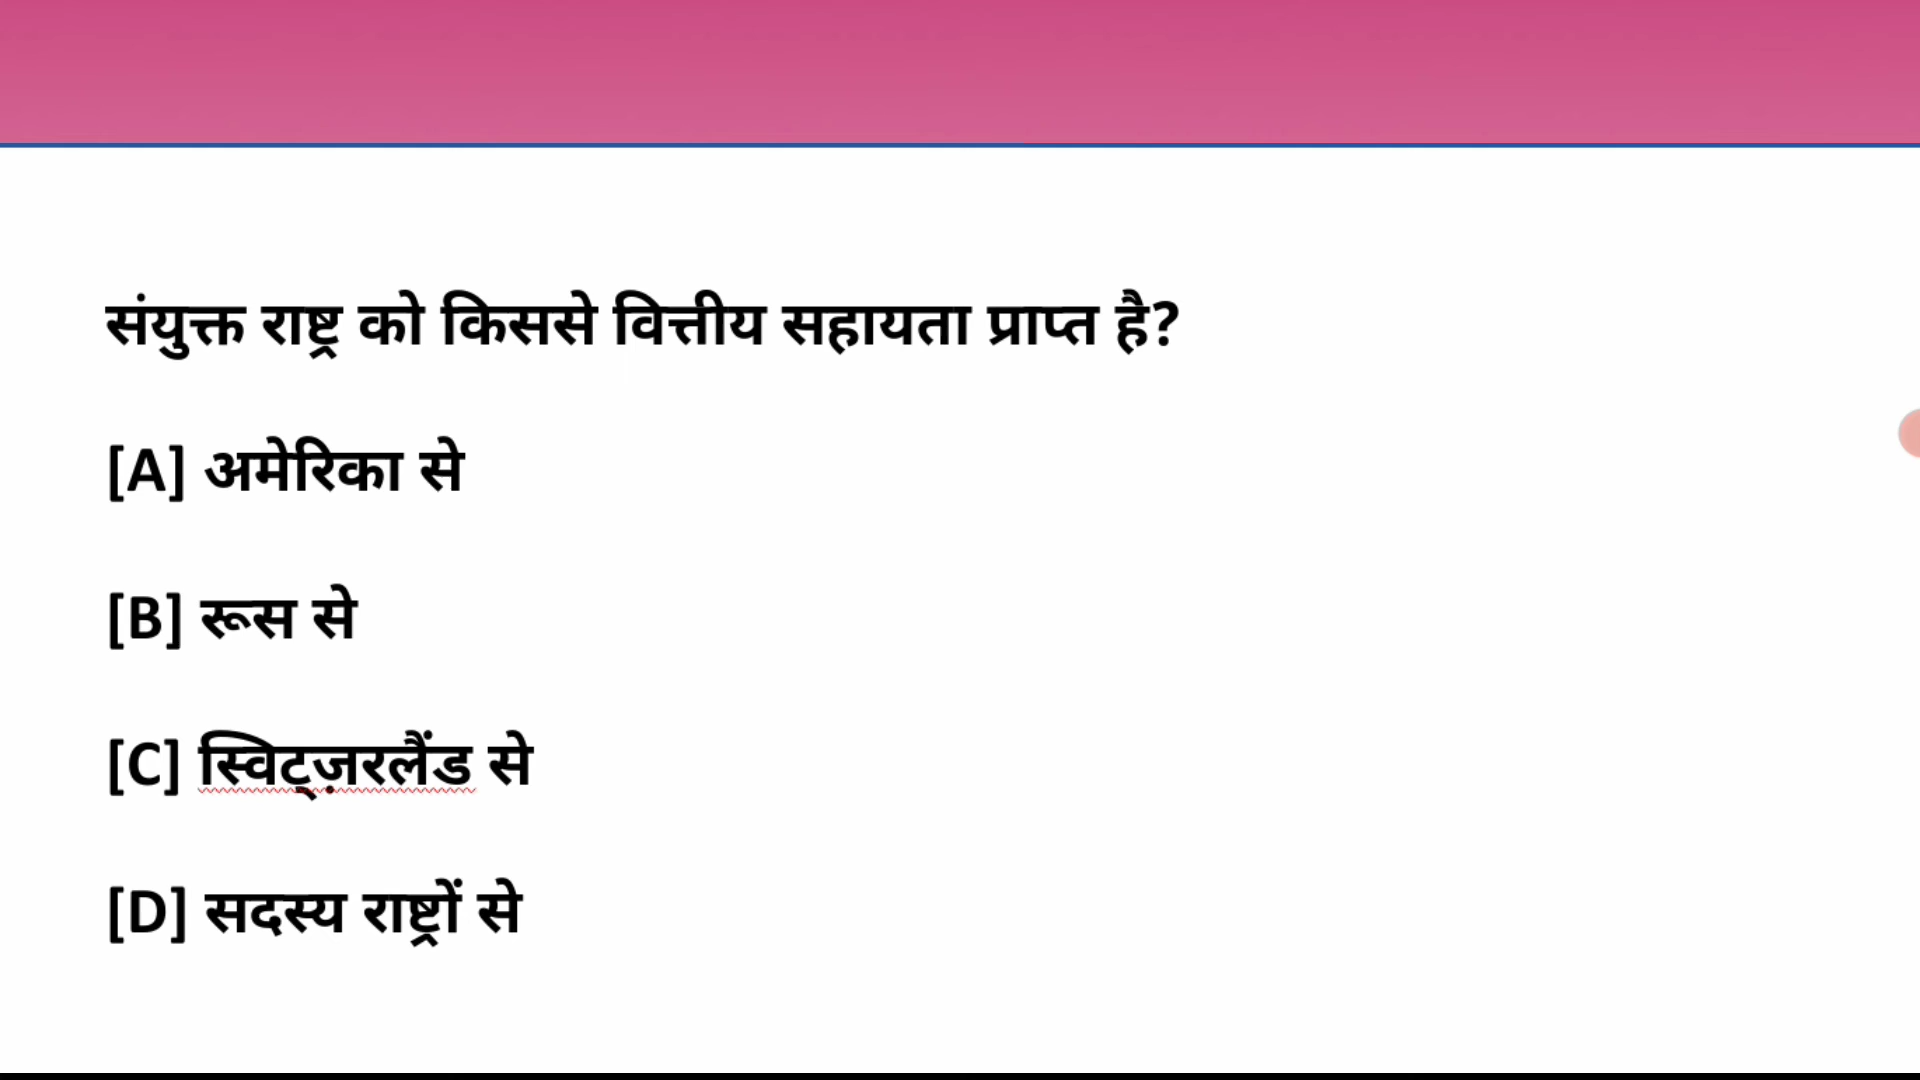 संयुक्त राष्ट्र को किससे वित्तीय सहायता प्राप्त है?
[A] अमेरिका से
[B] रूस से
[C] स्विट्ज़रलैंड से
[D] सदस्य राष्ट्रों से